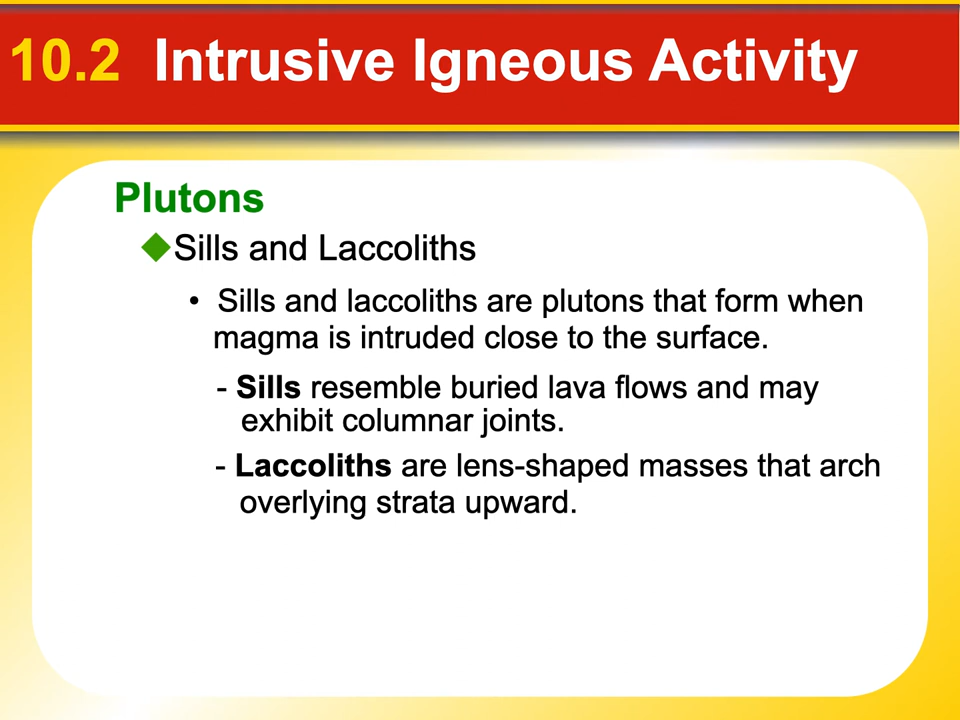 10.2 Intrusive Igneous Activity
Plutons
◆Sills and Laccoliths
• Sills and laccoliths are plutons that form when
magma is intruded close to the surface.
- Sills resemble buried lava flows and may
exhibit columnar joints.
- Laccoliths are lens-shaped masses that arch
overlying strata upward.